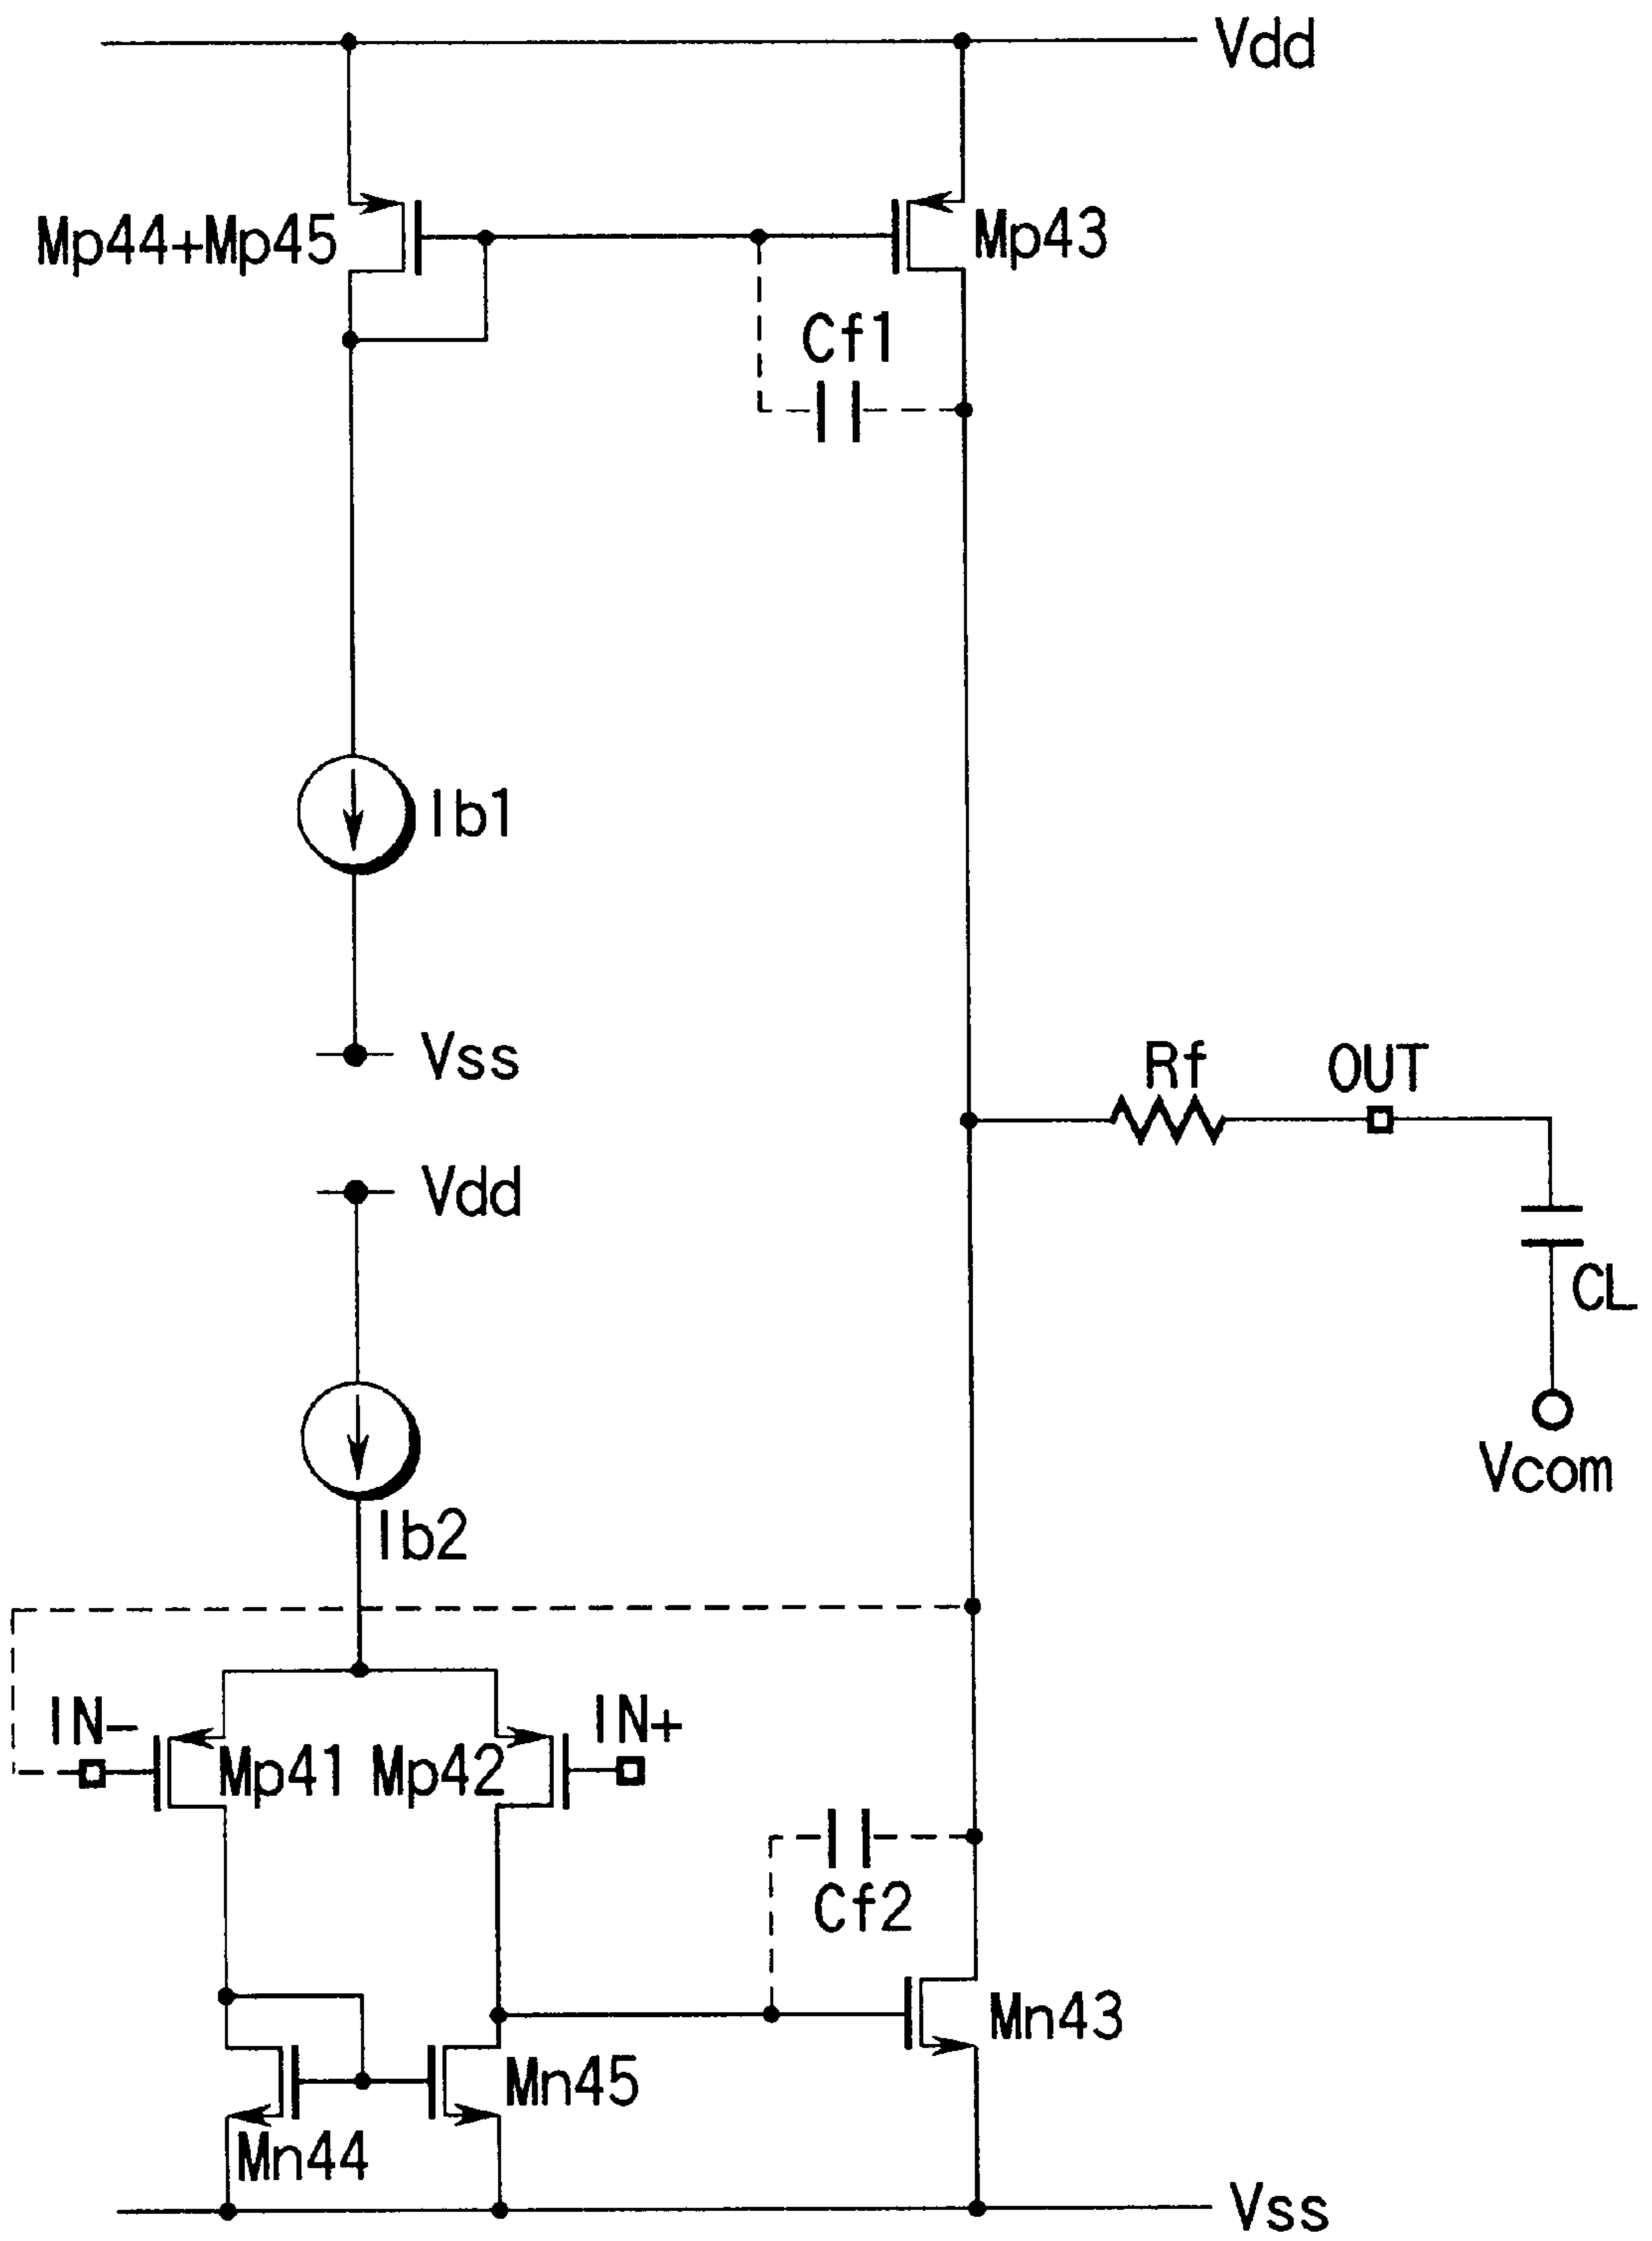 Vdd
Mp44+Mp45
Mp43
Cf1
Ib1
Vss
Rf
OUT
Vdd
CL
Vcom
Ib2
IN-
IN+
Mp41
Mp42
Cf2
Mn43
Mn45
Mn44
Vss